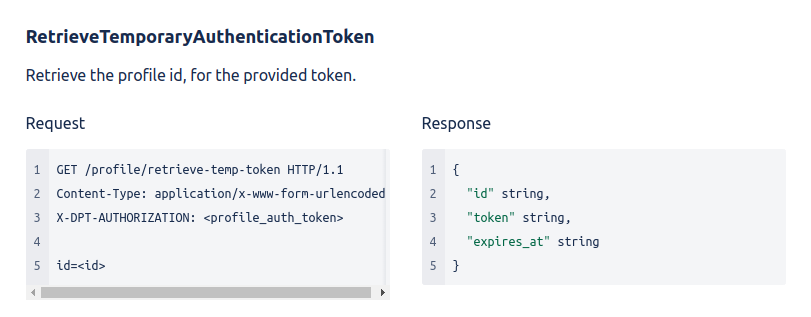 RetrieveTemporaryAuthenticationToken
Retrieve the profile id, for the provided token.
Request
1 GET /profile/retrieve-temp-token HTTP/1.1
2 Content-Type: application/x-www-form-urlencoded
3 X-DPT-AUTHORIZATION: <profile_auth_token>
4
5 id=<id>
Response
1 {
2 "id" string,
3 "token" string,
4 "expires_at" string
5 }